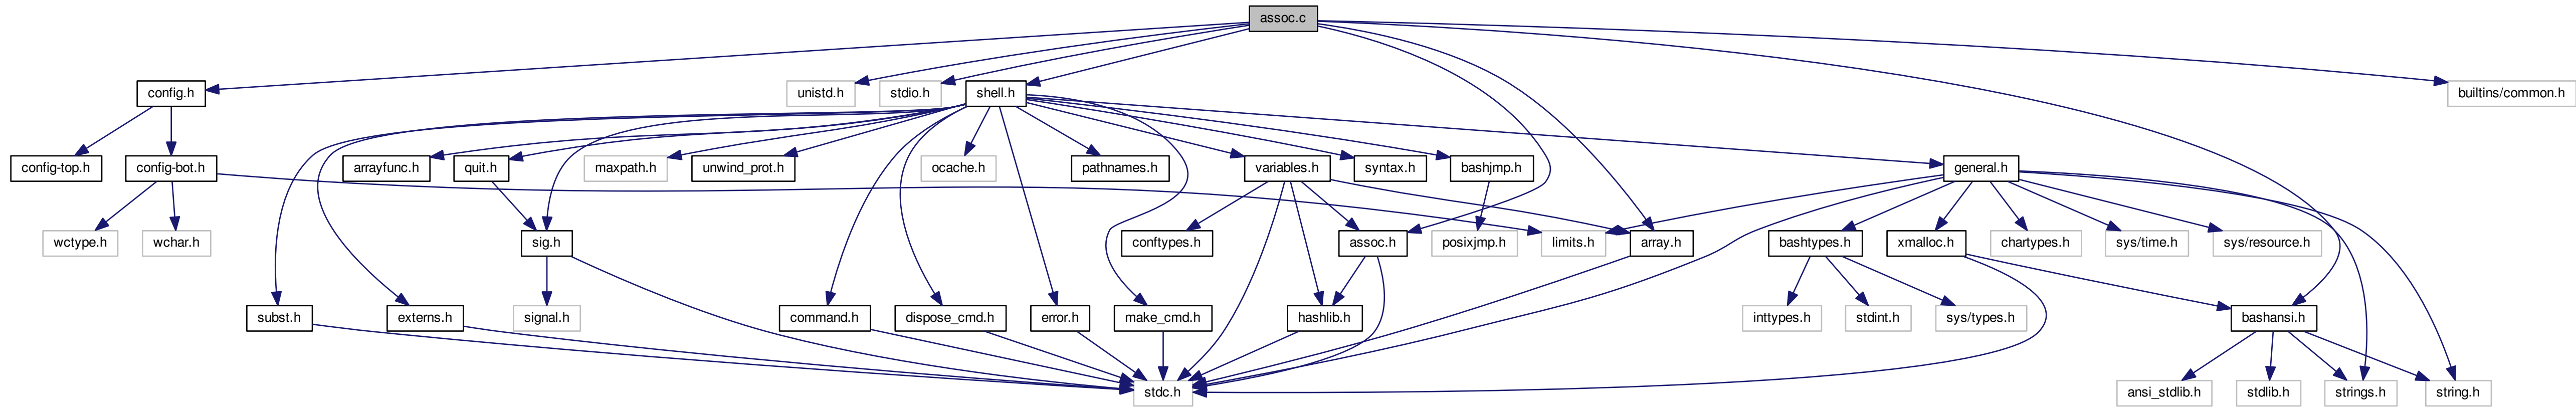 assoc.c
config.h
unistd.h
stdio.h
shell.h
builtins/common.h
config-top.h
config-bot.h
arrayfunc.h
quit.h
maxpath.h
unwind_prot.h
ocache.h
pathnames.h
variables.h
syntax.h
bashjmp.h
general.h
wctype.h
wchar.h
sig.h
conftypes.h
assoc.h
posixjmp.h
limits.h
array.h
bashtypes.h
xmalloc.h
chartypes.h
sys/time.h
sys/resource.h
subst.h
externs.h
signal.h
command.h
dispose_cmd.h
error.h
make_cmd.h
hashlib.h
inttypes.h
stdint.h
sys/types.h
bashansi.h
stdc.h
ansi_stdlib.h
stdlib.h
strings.h
string.h